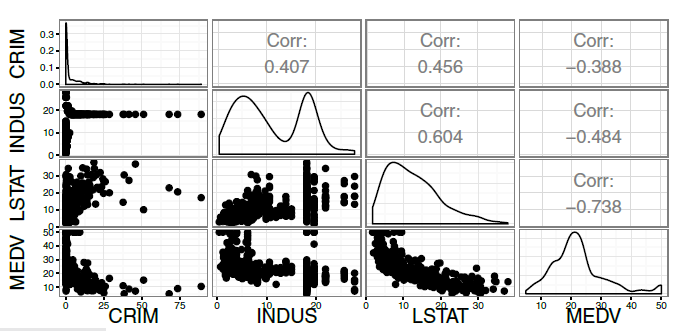 CRIM
0.3
0.2
0.1
0.0
Corr:
0.407
Corr:
0.456
Corr:
−0.388
INDUS
20
10
0
Corr:
0.604
Corr:
−0.484
LSTAT
30
20
10
0
Corr:
−0.738
MEDV
50
40
30
20
10
0 25 50 75
0 10 20
0 10 20 30
10 20 30 40 50
CRIM INDUS LSTAT MEDV